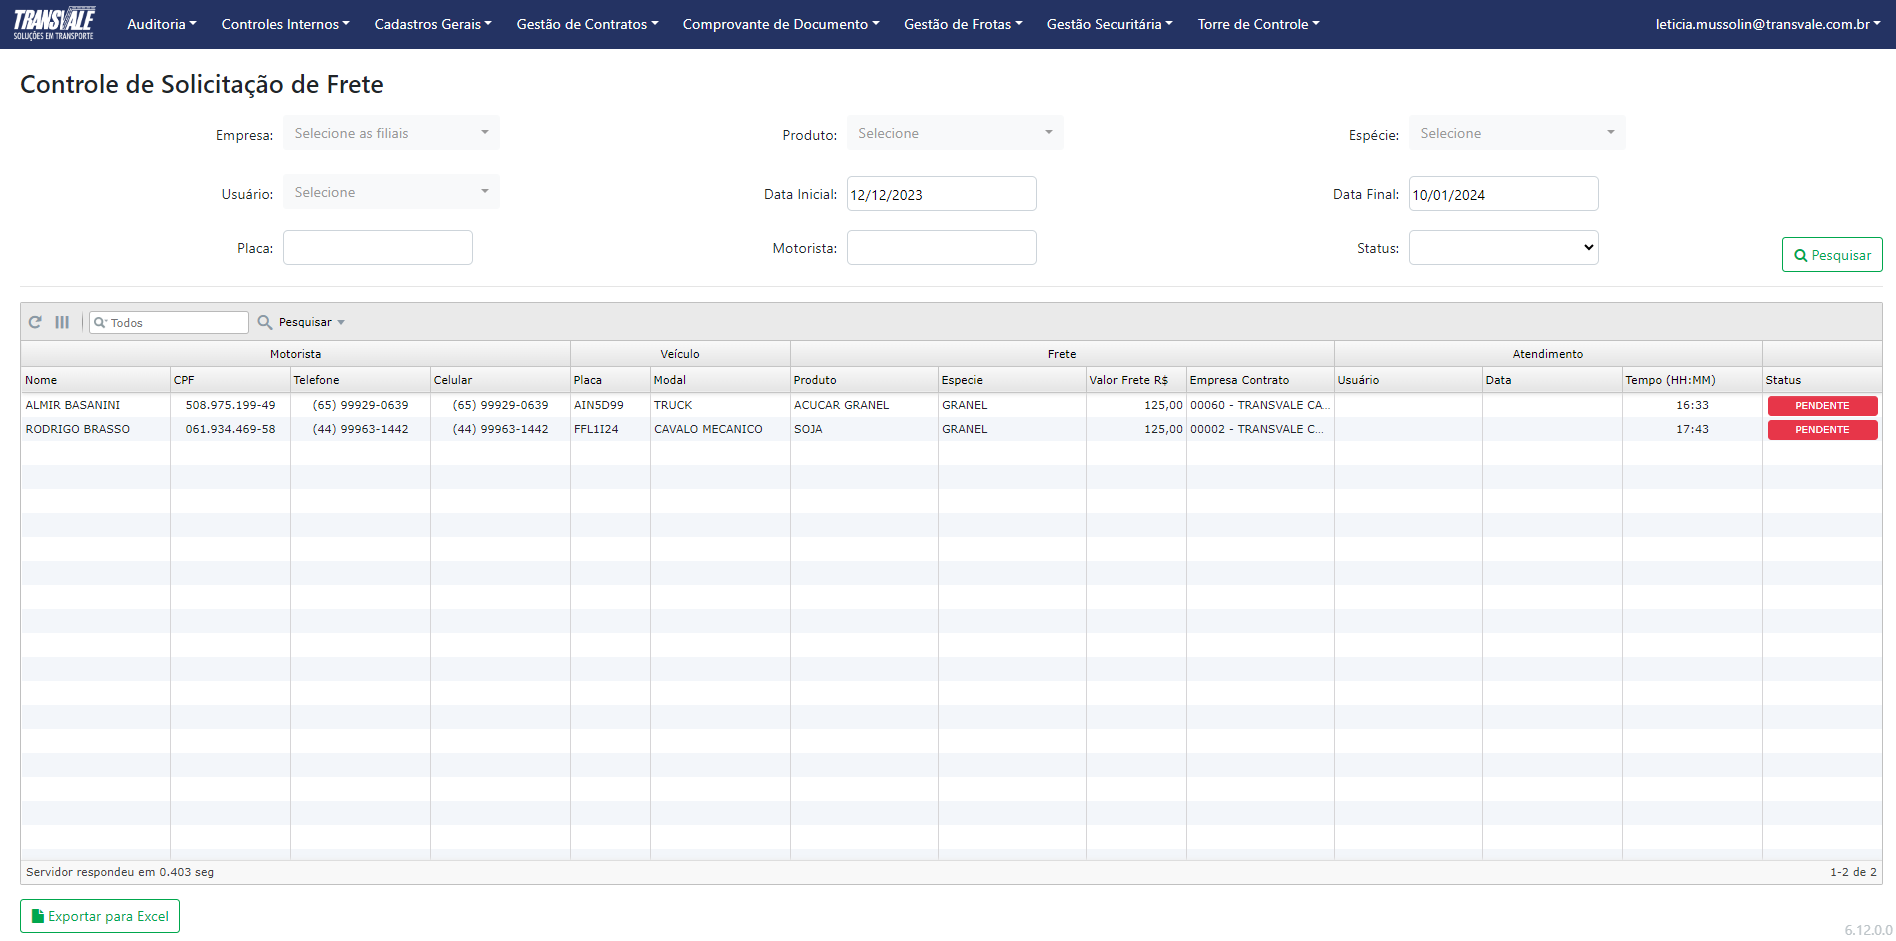 TRANSVALE
SOLUÇÕES EM TRANSPORTE
Auditoria Controles Internos Cadastros Gerais Gestão de Contratos Comprovante de Documento Gestão de Frotas Gestão Securitária Torre de Controle leticia.mussolin@transvale.com.br
Controle de Solicitação de Frete
Empresa: Selecione as filiais Produto: Selecione Espécie: Selecione
Usuário: Selecione Data Inicial: 12/12/2023 Data Final: 10/01/2024
Placa: Motorista: Status:
Pesquisar
Todos Pesquisar
Motorista Veículo Frete Atendimento
Nome CPF Telefone Celular Placa Modal Produto Especie Valor Frete R$ Empresa Contrato Usuário Data Tempo (HH:MM) Status
ALMIR BASANINI 508.975.199-49 (65) 99929-0639 (65) 99929-0639 AIN5D99 TRUCK ACUCAR GRANEL GRANEL 125,00 00060 - TRANSVALE CA... 16:33 PENDENTE
RODRIGO BRASSO 061.934.469-58 (44) 99963-1442 (44) 99963-1442 FFL1I24 CAVALO MECANICO SOJA GRANEL 125,00 00002 - TRANSVALE C... 17:43 PENDENTE
Servidor respondeu em 0.403 seg 1-2 de 2
Exportar para Excel
6.12.0.0